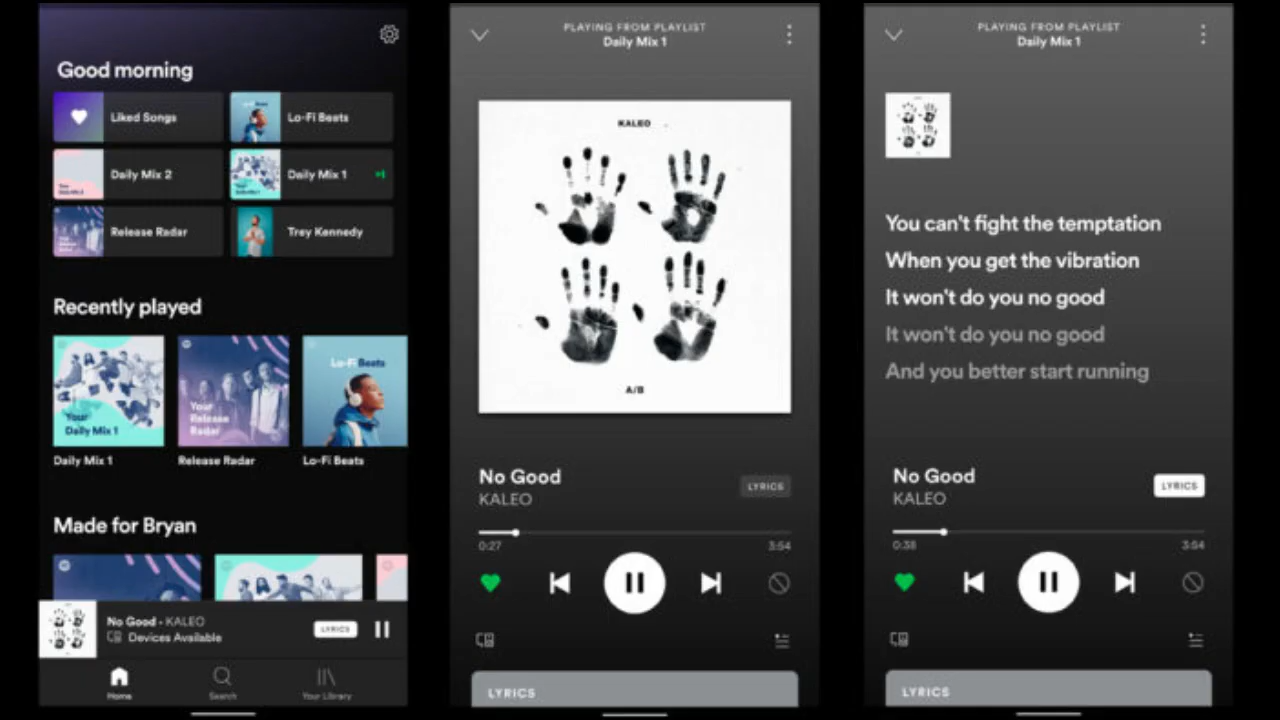 Good morning
Liked Songs
Lo-Fi Beats
Daily Mix 2
Daily Mix 1
Release Radar
Trey Kennedy
Recently played
Your
Daily Mix 1
Your
Release
Radar
Lo-Fi Beats
Daily Mix 1
Release Radar
Lo-Fi Beats
Made for Bryan
No Good - KALEO
Devices Available
LYRICS
Home
Search
Your Library
PLAYING FROM PLAYLIST
Daily Mix 1
KALEO
A/B
No Good
KALEO
LYRICS
0:27
3:54
LYRICS
PLAYING FROM PLAYLIST
Daily Mix 1
You can't fight the temptation
When you get the vibration
It won't do you no good
It won't do you no good
And you better start running
No Good
KALEO
LYRICS
0:38
3:54
LYRICS